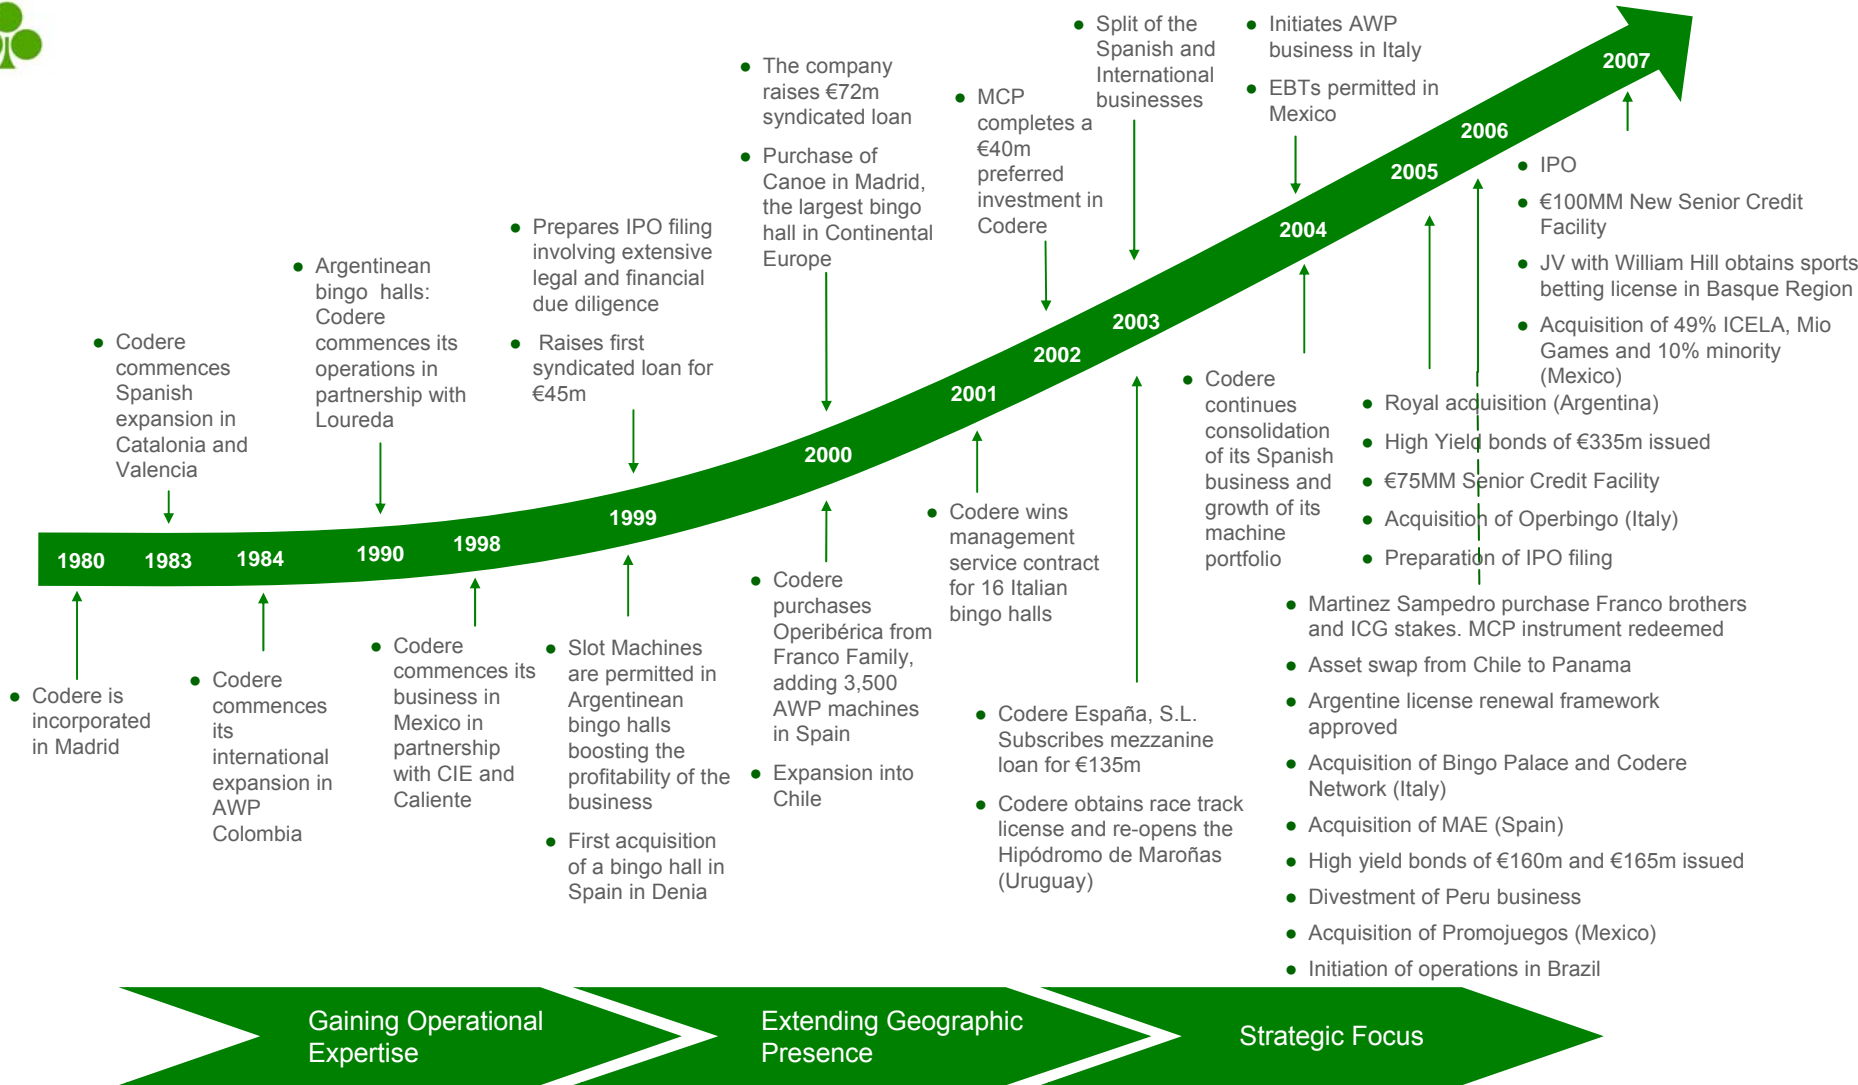 ● Codere is
incorporated
in Madrid
● Codere
commences
Spanish
expansion in
Catalonia and
Valencia
● Codere
commences
its
international
expansion in
AWP
Colombia
● Argentinean
bingo halls:
Codere
commences its
operations in
partnership with
Loureda
● Codere
commences its
business in
Mexico in
partnership
with CIE and
Caliente
● Prepares IPO filing
involving extensive
legal and financial
due diligence
● Raises first
syndicated loan for
€45m
● Slot Machines
are permitted in
Argentinean
bingo halls
boosting the
profitability of the
business
● First acquisition
of a bingo hall in
Spain in Denia
● The company
raises €72m
syndicated loan
● Purchase of
Canoe in Madrid,
the largest bingo
hall in Continental
Europe
● Codere
purchases
Operibérica from
Franco Family,
adding 3,500
AWP machines
in Spain
● Expansion into
Chile
● Codere wins
management
service contract
for 16 Italian
bingo halls
● MCP
completes a
€40m
preferred
investment in
Codere
● Split of the
Spanish and
International
businesses
● Codere España, S.L.
Subscribes mezzanine
loan for €135m
● Codere obtains race track
license and re-opens the
Hipódromo de Maroñas
(Uruguay)
● Initiates AWP
business in Italy
● EBTs permitted in
Mexico
● Codere
continues
consolidation
of its Spanish
business and
growth of its
machine
portfolio
● Royal acquisition (Argentina)
● High Yield bonds of €335m issued
● €75MM Senior Credit Facility
● Acquisition of Operbingo (Italy)
● Preparation of IPO filing
● Martinez Sampedro purchase Franco brothers
and ICG stakes. MCP instrument redeemed
● Asset swap from Chile to Panama
● Argentine license renewal framework
approved
● Acquisition of Bingo Palace and Codere
Network (Italy)
● Acquisition of MAE (Spain)
● High yield bonds of €160m and €165m issued
● Divestment of Peru business
● Acquisition of Promojuegos (Mexico)
● Initiation of operations in Brazil
● IPO
● €100MM New Senior Credit
Facility
● JV with William Hill obtains sports
betting license in Basque Region
● Acquisition of 49% ICELA, Mio
Games and 10% minority
(Mexico)
1980
1983
1984
1990
1998
1999
2000
2001
2002
2003
2004
2005
2006
2007
Gaining Operational
Expertise
Extending Geographic
Presence
Strategic Focus